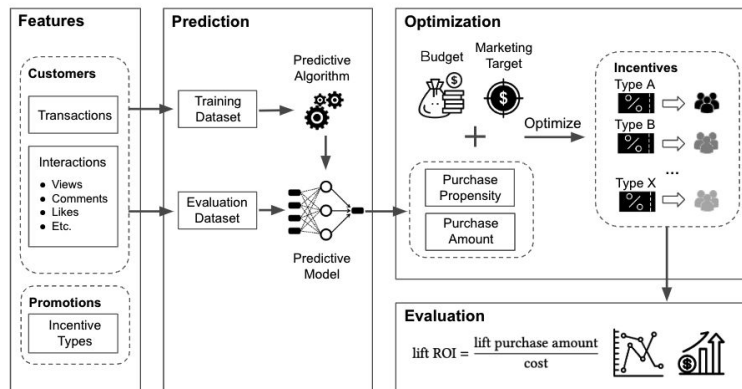 Features
Customers
Transactions
Interactions
● Views
● Comments
● Likes
● Etc.
Promotions
Incentive
Types
Prediction
Training
Dataset
Predictive
Algorithm
Evaluation
Dataset
Predictive
Model
Optimization
Budget
Marketing
Target
$
$
+
Optimize
Purchase
Propensity
Purchase
Amount
Incentives
Type A
%
Type B
%
...
Type X
%
Evaluation
lift ROI = lift purchase amount
cost
$